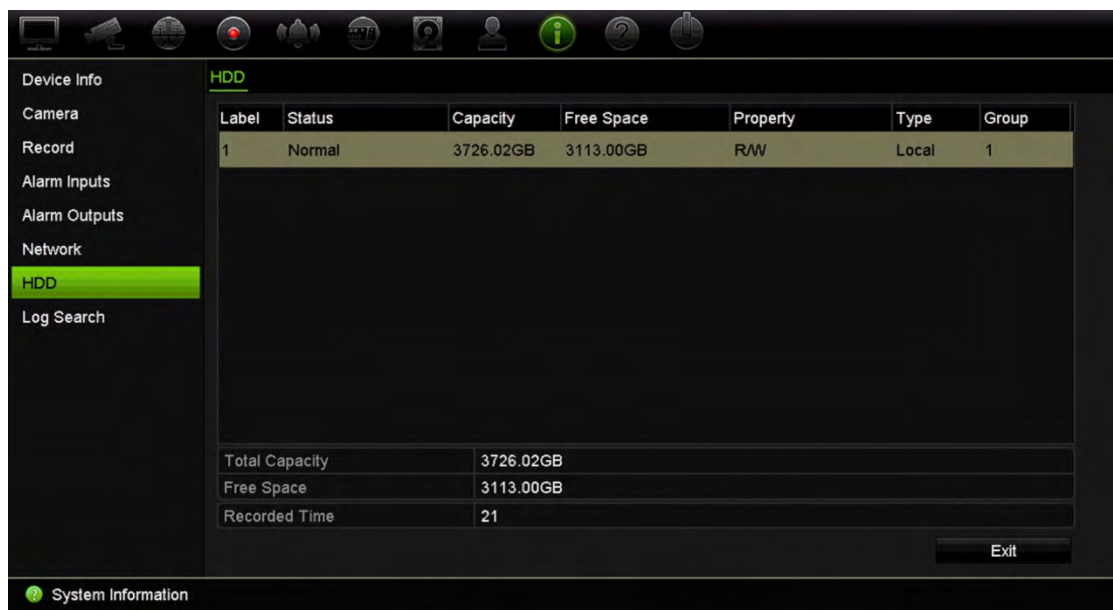 Device Info
HDD
Camera
Label Status Capacity Free Space Property Type Group
Record
1 Normal 3726.02GB 3113.00GB R/W Local 1
Alarm Inputs
Alarm Outputs
Network
HDD
Log Search
Total Capacity 3726.02GB
Free Space 3113.00GB
Recorded Time 21
Exit
System Information